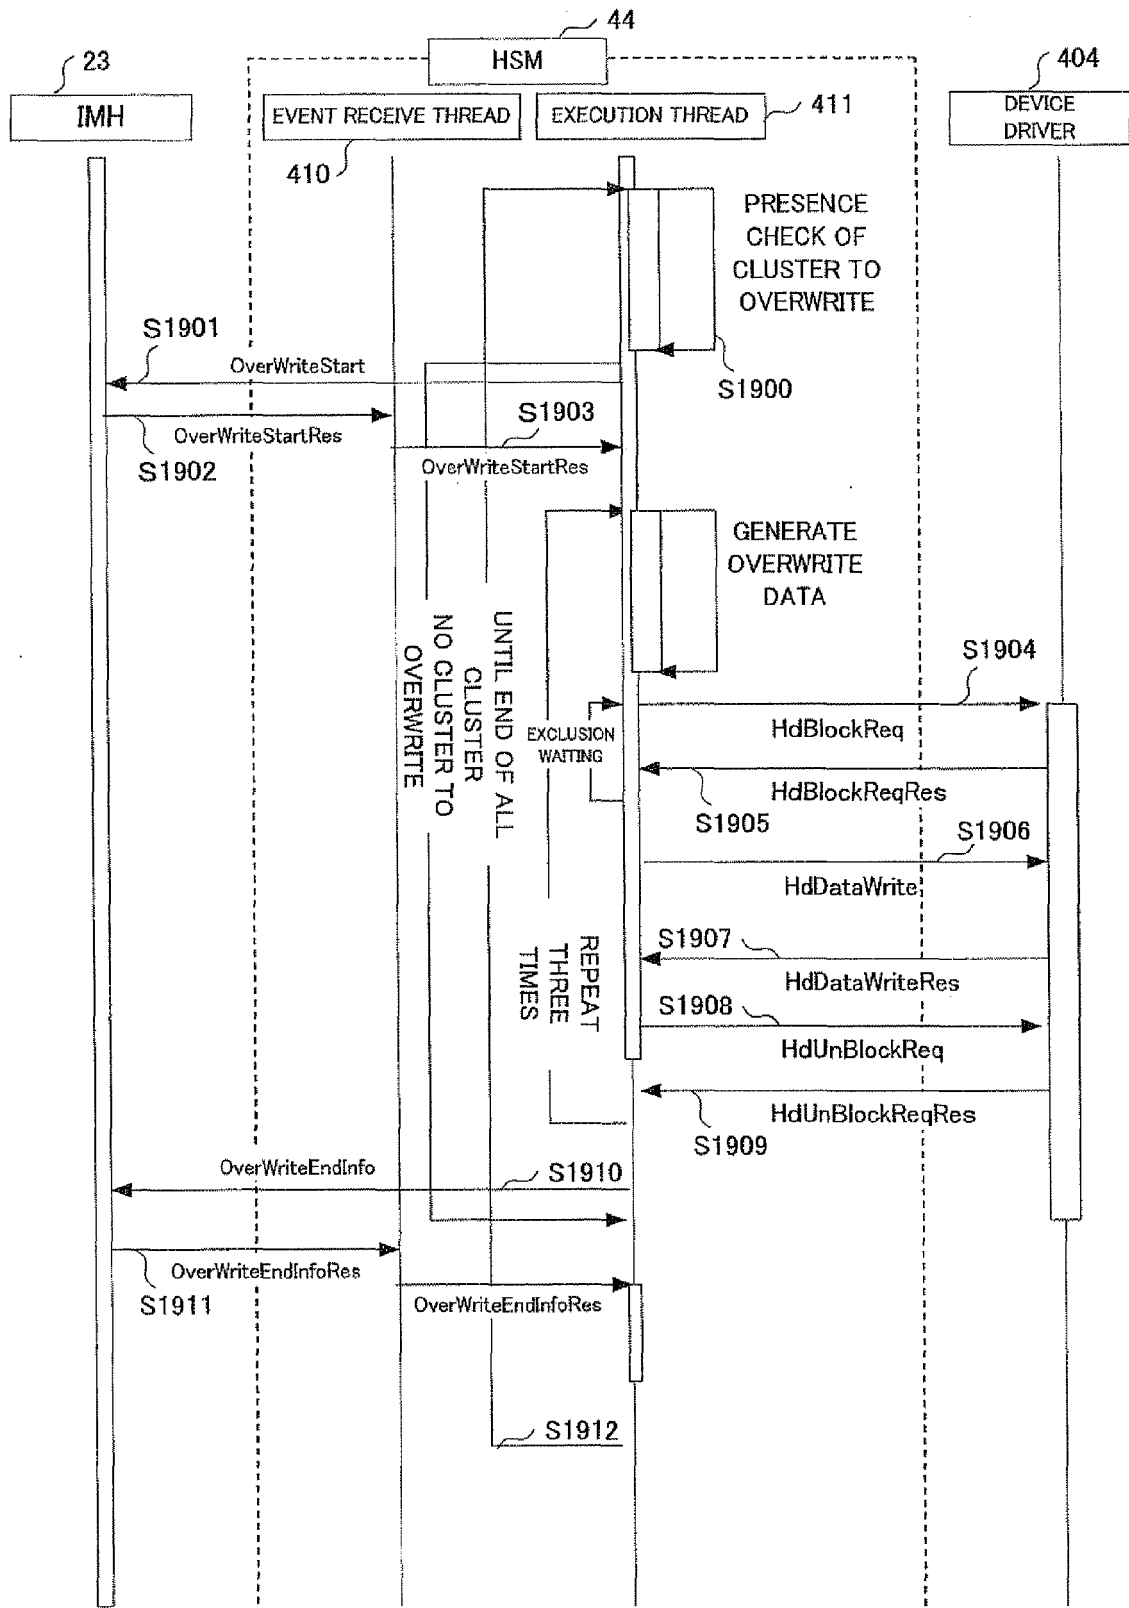 44
HSM
23
IMH
EVENT RECEIVE THREAD
410
EXECUTION THREAD
411
404
DEVICE
DRIVER
PRESENCE
CHECK OF
CLUSTER TO
OVERWRITE
S1900
S1901
OverWriteStart
OverWriteStartRes
S1902
S1903
OverWriteStartRes
GENERATE
OVERWRITE
DATA
UNTIL END OF ALL
CLUSTER
NO CLUSTER TO
OVERWRITE
EXCLUSION
WAITING
S1904
HdBlockReq
HdBlockReqRes
S1905
S1906
HdDataWrite
REPEAT
THREE
TIMES
S1907
HdDataWriteRes
S1908
HdUnBlockReq
HdUnBlockReqRes
S1909
OverWriteEndInfo
S1910
OverWriteEndInfoRes
S1911
OverWriteEndInfoRes
S1912